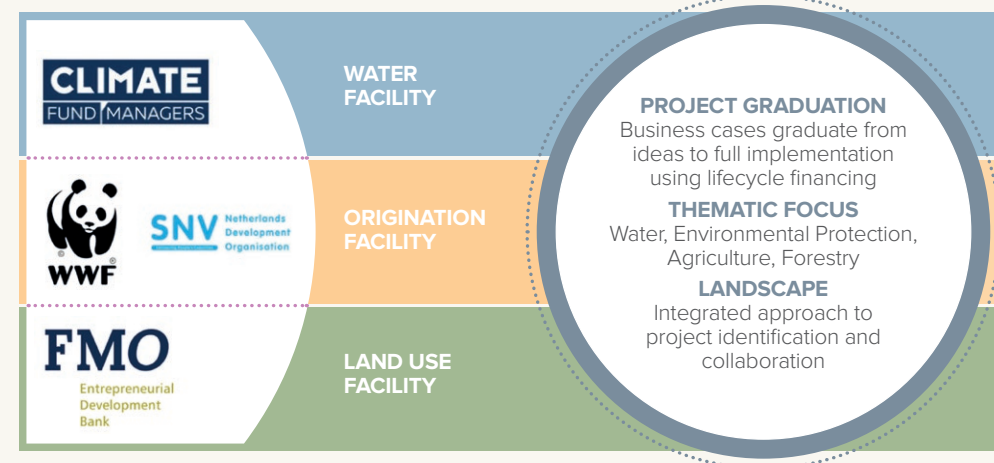 CLIMATE
FUND MANAGERS
WATER
FACILITY
WWF
®
SNV
Netherlands
Development
Organisation
ORIGINATION
FACILITY
FMO
Entrepreneurial
Development
Bank
LAND USE
FACILITY
PROJECT GRADUATION
Business cases graduate from
ideas to full implementation
using lifecycle financing
THEMATIC FOCUS
Water, Environmental Protection,
Agriculture, Forestry
LANDSCAPE
Integrated approach to
project identification and
collaboration